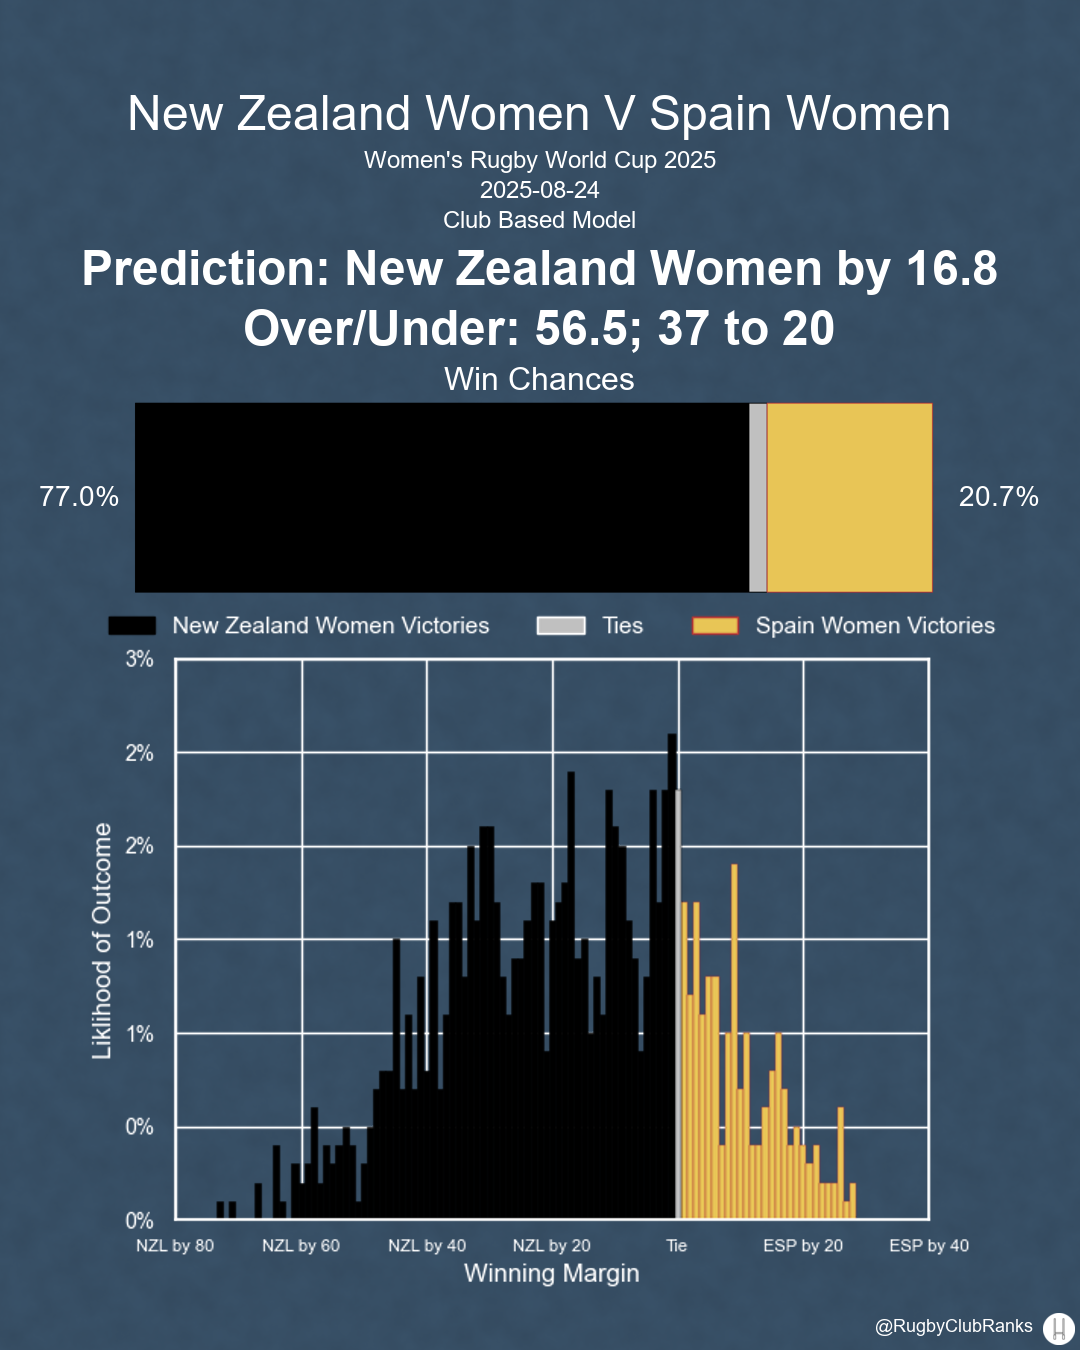 New Zealand Women V Spain Women
Women's Rugby World Cup 2025
2025-08-24
Club Based Model
Prediction: New Zealand Women by 16.8
Over/Under: 56.5; 37 to 20
Win Chances
77.0%
20.7%
New Zealand Women Victories
Ties
Spain Women Victories
3%
2%
2%
1%
1%
0%
0%
Liklihood of Outcome
NZL by 80
NZL by 60
NZL by 40
NZL by 20
Tie
ESP by 20
ESP by 40
Winning Margin
@RugbyClubRanks